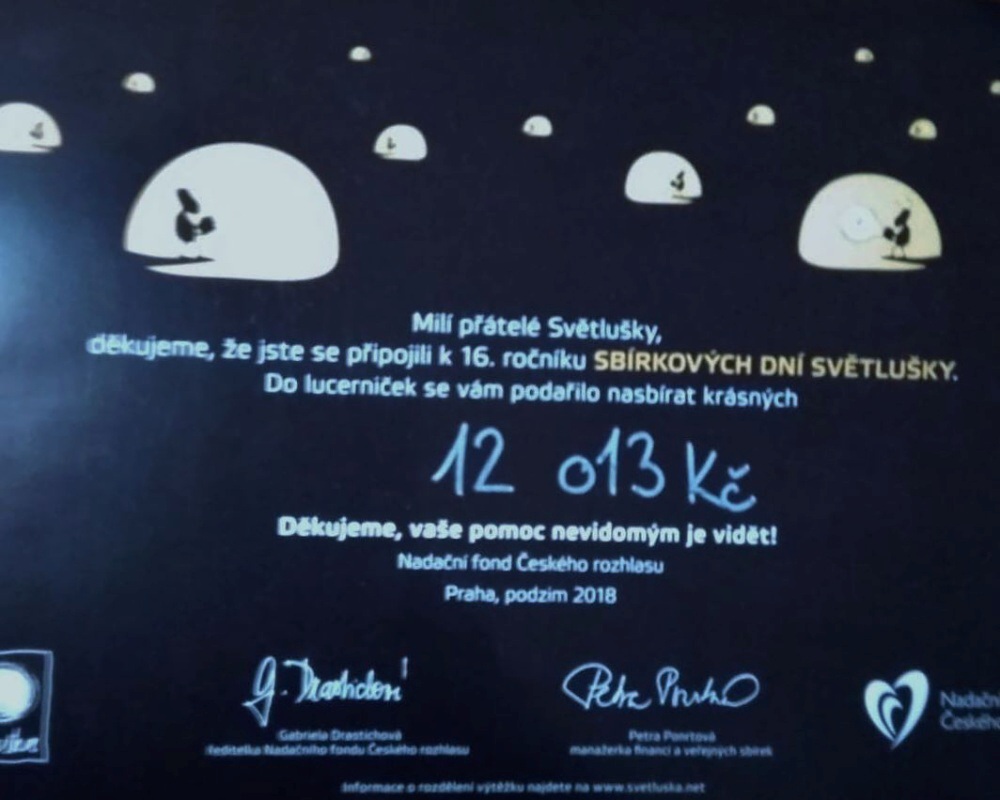 Milí přátelé Světlušky,
děkujeme, že jste se připojili k 16. ročníku SBÍRKOVÝCH DNÍ SVĚTLUŠKY.
Do lucerniček se vám podařilo nasbírat krásných
12 013 Kč
Děkujeme, vaše pomoc nevidomým je vidět!
Nadační fond Českého rozhlasu
Praha, podzim 2018
Gabriela Drastichová
ředitelka Nadačního fondu Českého rozhlasu
Petra Ponrtová
manažerka financí a veřejných sbírek
Informace o rozdělení výtěžku najdete na www.svetluska.net